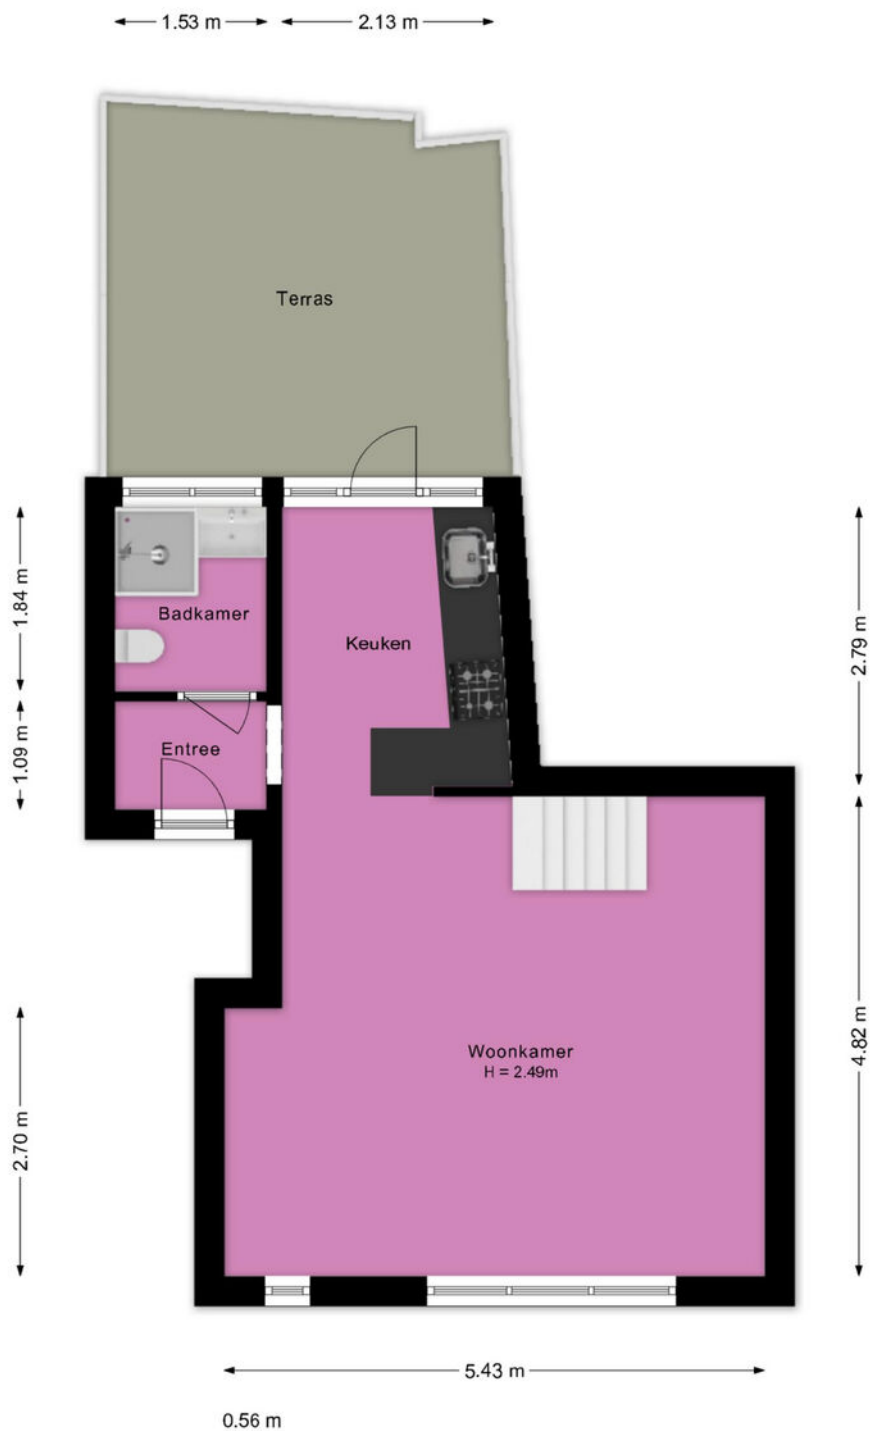 1.53 m
2.13 m
Terras
1.84 m
Badkamer
Keuken
2.79 m
1.09 m
Entree
4.82 m
Woonkamer
H = 2.49m
2.70 m
5.43 m
0.56 m